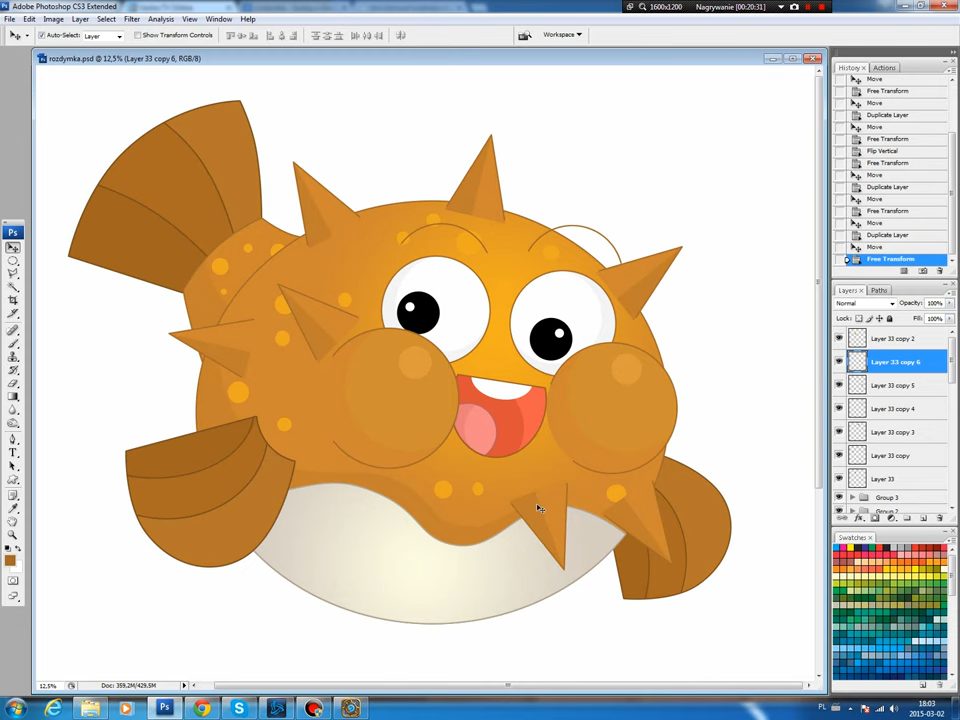 Adobe Photoshop CS3 Extended
1600x1200
Nagrywanie [00:20:31]
File Edit Image Layer Select Filter Analysis View Window Help
Auto-Select: Layer Show Transform Controls Workspace
rozdymka.psd @ 12,5% (Layer 33 copy 6, RGB/8)
History Actions
Move
Free Transform
Move
Duplicate Layer
Move
Free Transform
Flip Vertical
Free Transform
Move
Duplicate Layer
Move
Free Transform
Move
Duplicate Layer
Move
Free Transform
Layers Paths
Normal Opacity: 100%
Lock: Fill: 100%
Layer 33 copy 2
Layer 33 copy 6
Layer 33 copy 5
Layer 33 copy 4
Layer 33 copy 3
Layer 33 copy
Layer 33
Group 3
Group 2
Swatches
Ps
T
12,5% Doc: 359,2M/429,5M
PL
18:03
2015-03-02